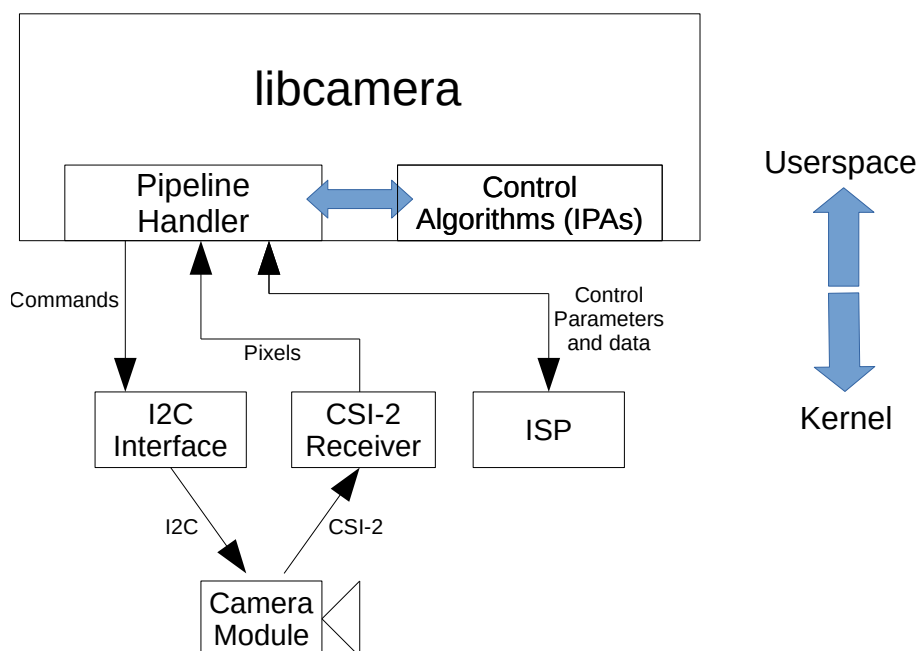 libcamera
Pipeline
Handler
Control
Algorithms (IPAs)
Userspace
Commands
Pixels
Control
Parameters
and data
I2C
Interface
CSI-2
Receiver
ISP
Kernel
I2C
CSI-2
Camera
Module